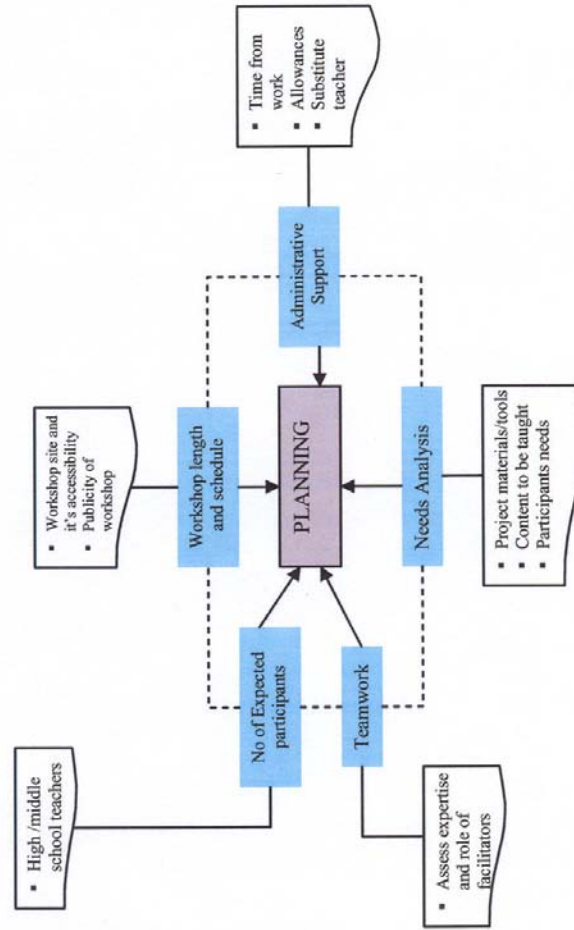 ▪ High /middle
school teachers
▪ Workshop site and
it's accessibility
▪ Publicity of
workshop
▪ Time from
work
▪ Allowances
▪ Substitute
teacher
No of Expected
participants
Workshop length
and schedule
Administrative
Support
PLANNING
Teamwork
Needs Analysis
▪ Assess expertise
and role of
facilitators
▪ Project materials/tools
▪ Content to be taught
▪ Participants needs